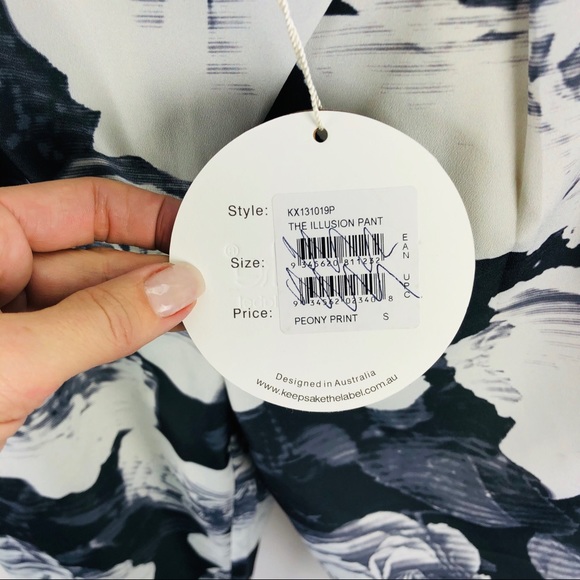 Style: KX131019P
THE ILLUSION PANT
EAN
Size:
UPC
Price: PEONY PRINT S
Designed in Australia
www.keepsakethelabel.com.au